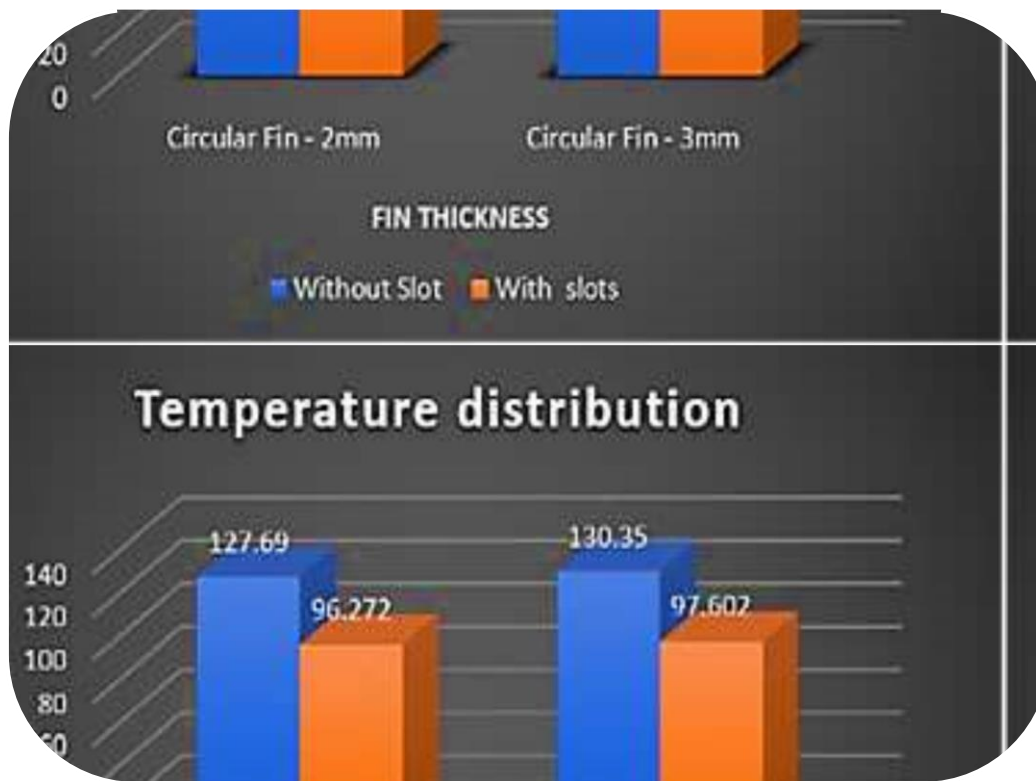 20
0
Circular Fin - 2mm Circular Fin - 3mm
FIN THICKNESS
Without Slot With slots
Temperature distribution
127.69 130.35
140
96.272 97.602
120
100
80
60